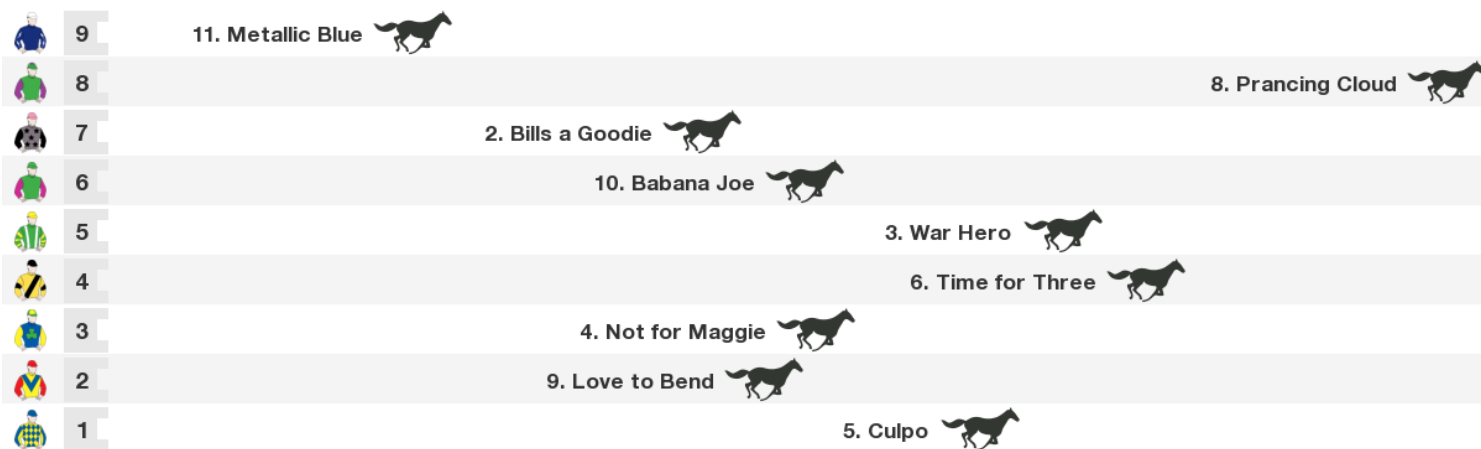 9 11. Metallic Blue
8 8. Prancing Cloud
7 2. Bills a Goodie
6 10. Babana Joe
5 3. War Hero
4 6. Time for Three
3 4. Not for Maggie
2 9. Love to Bend
1 5. Culpo